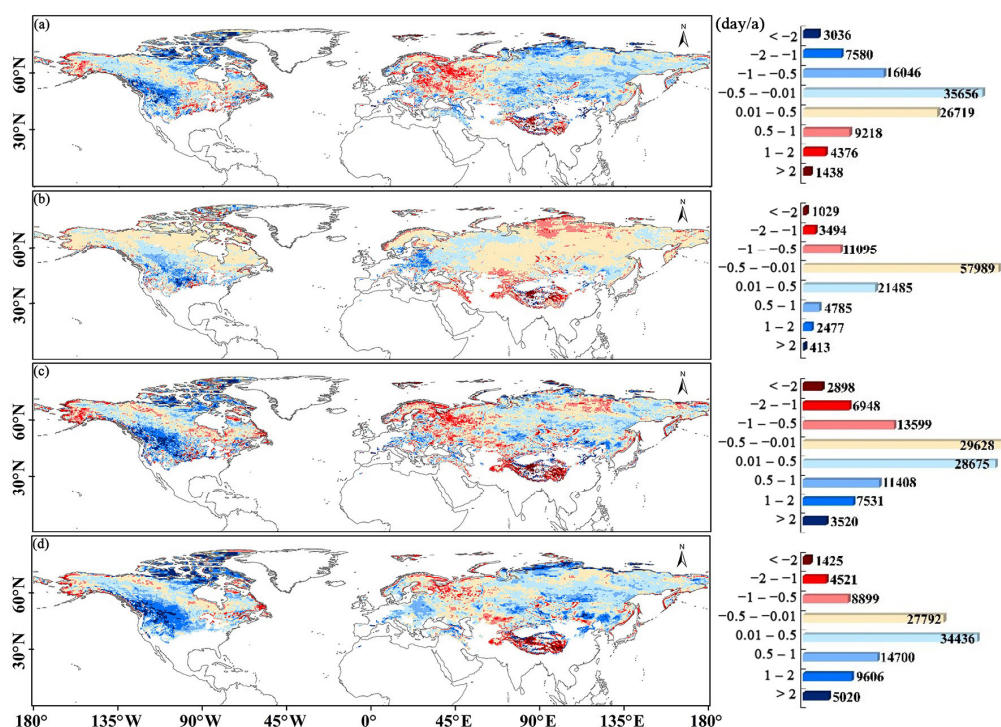 (a)
N
60°N
30°N
(day/a)
< −2 3036
−2 – −1 7580
−1 – −0.5 16046
−0.5 – −0.01 35656
0.01 – 0.5 26719
0.5 – 1 9218
1 – 2 4376
> 2 1438
(b)
N
60°N
30°N
< −2 1029
−2 – −1 3494
−1 – −0.5 11095
−0.5 – −0.01 57989
0.01 – 0.5 21485
0.5 – 1 4785
1 – 2 2477
> 2 413
(c)
N
60°N
30°N
< −2 2898
−2 – −1 6948
−1 – −0.5 13599
−0.5 – −0.01 29628
0.01 – 0.5 28675
0.5 – 1 11408
1 – 2 7531
> 2 3520
(d)
N
60°N
30°N
< −2 1425
−2 – −1 4521
−1 – −0.5 8899
−0.5 – −0.01 27792
0.01 – 0.5 34436
0.5 – 1 14700
1 – 2 9606
> 2 5020
180° 135°W 90°W 45°W 0° 45°E 90°E 135°E 180°